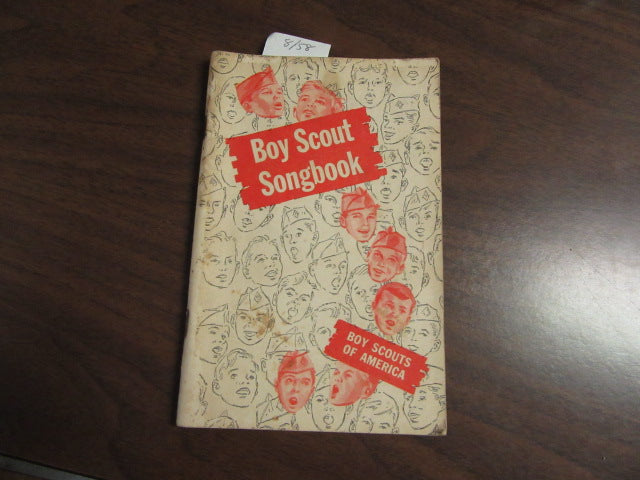 8/58
Boy Scout
Songbook
BOY SCOUTS
OF AMERICA